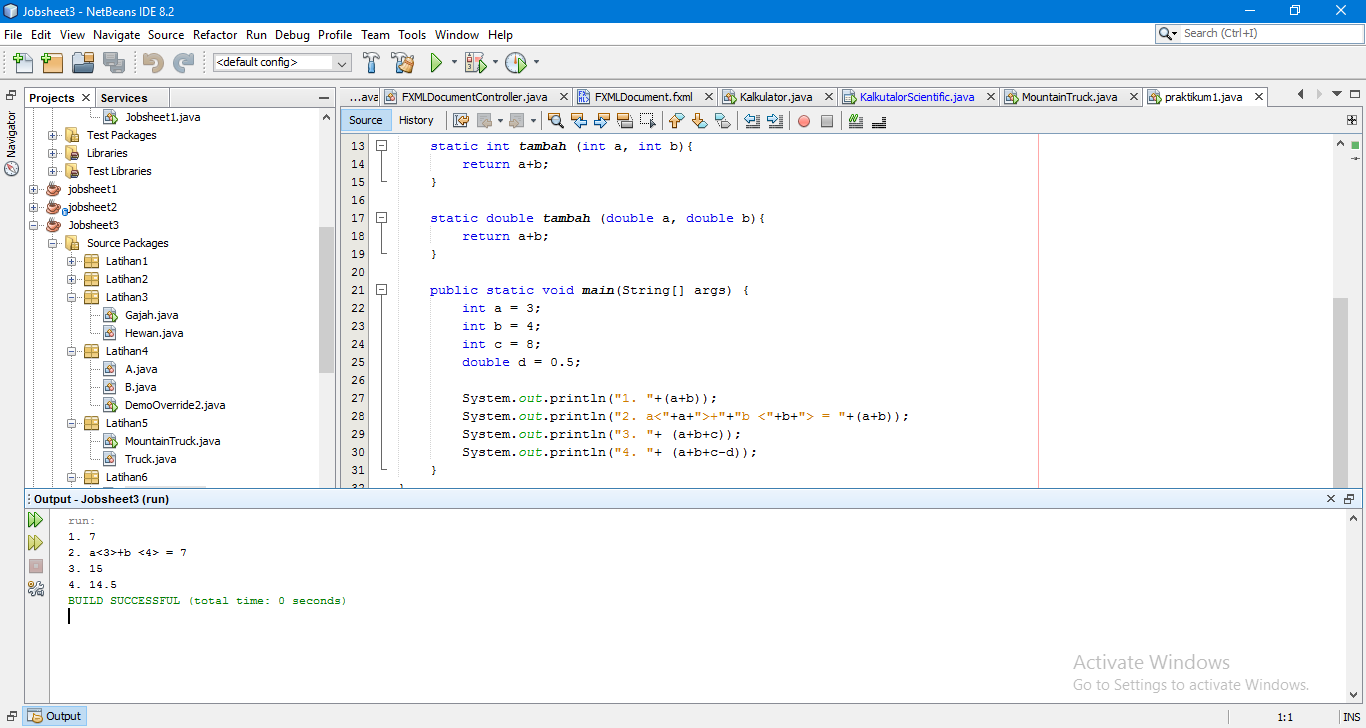 Jobsheet3 - NetBeans IDE 8.2
File Edit View Navigate Source Refactor Run Debug Profile Team Tools Window Help
Search (Ctrl+I)
<default config>
Navigator
Projects Services
Jobsheet1.java
Test Packages
Libraries
Test Libraries
jobsheet1
jobsheet2
Jobsheet3
Source Packages
Latihan1
Latihan2
Latihan3
Gajah.java
Hewan.java
Latihan4
A.java
B.java
DemoOverride2.java
Latihan5
MountainTruck.java
Truck.java
Latihan6
...ava FXMLDocumentController.java FXMLDocument.fxml Kalkulator.java KalkutalorScientific.java MountainTruck.java praktikum1.java
Source History
13 static int tambah (int a, int b){
14 return a+b;
15 }
16
17 static double tambah (double a, double b){
18 return a+b;
19 }
20
21 public static void main(String[] args) {
22 int a = 3;
23 int b = 4;
24 int c = 8;
25 double d = 0.5;
26
27 System.out.println("1. "+(a+b));
28 System.out.println("2. a<"+a+">+"+"b <"+b+"> = "+(a+b));
29 System.out.println("3. "+ (a+b+c));
30 System.out.println("4. "+ (a+b+c-d));
31 }
32
Output - Jobsheet3 (run)
run:
1. 7
2. a<3>+b <4> = 7
3. 15
4. 14.5
BUILD SUCCESSFUL (total time: 0 seconds)
Activate Windows
Go to Settings to activate Windows.
Output
1:1 INS